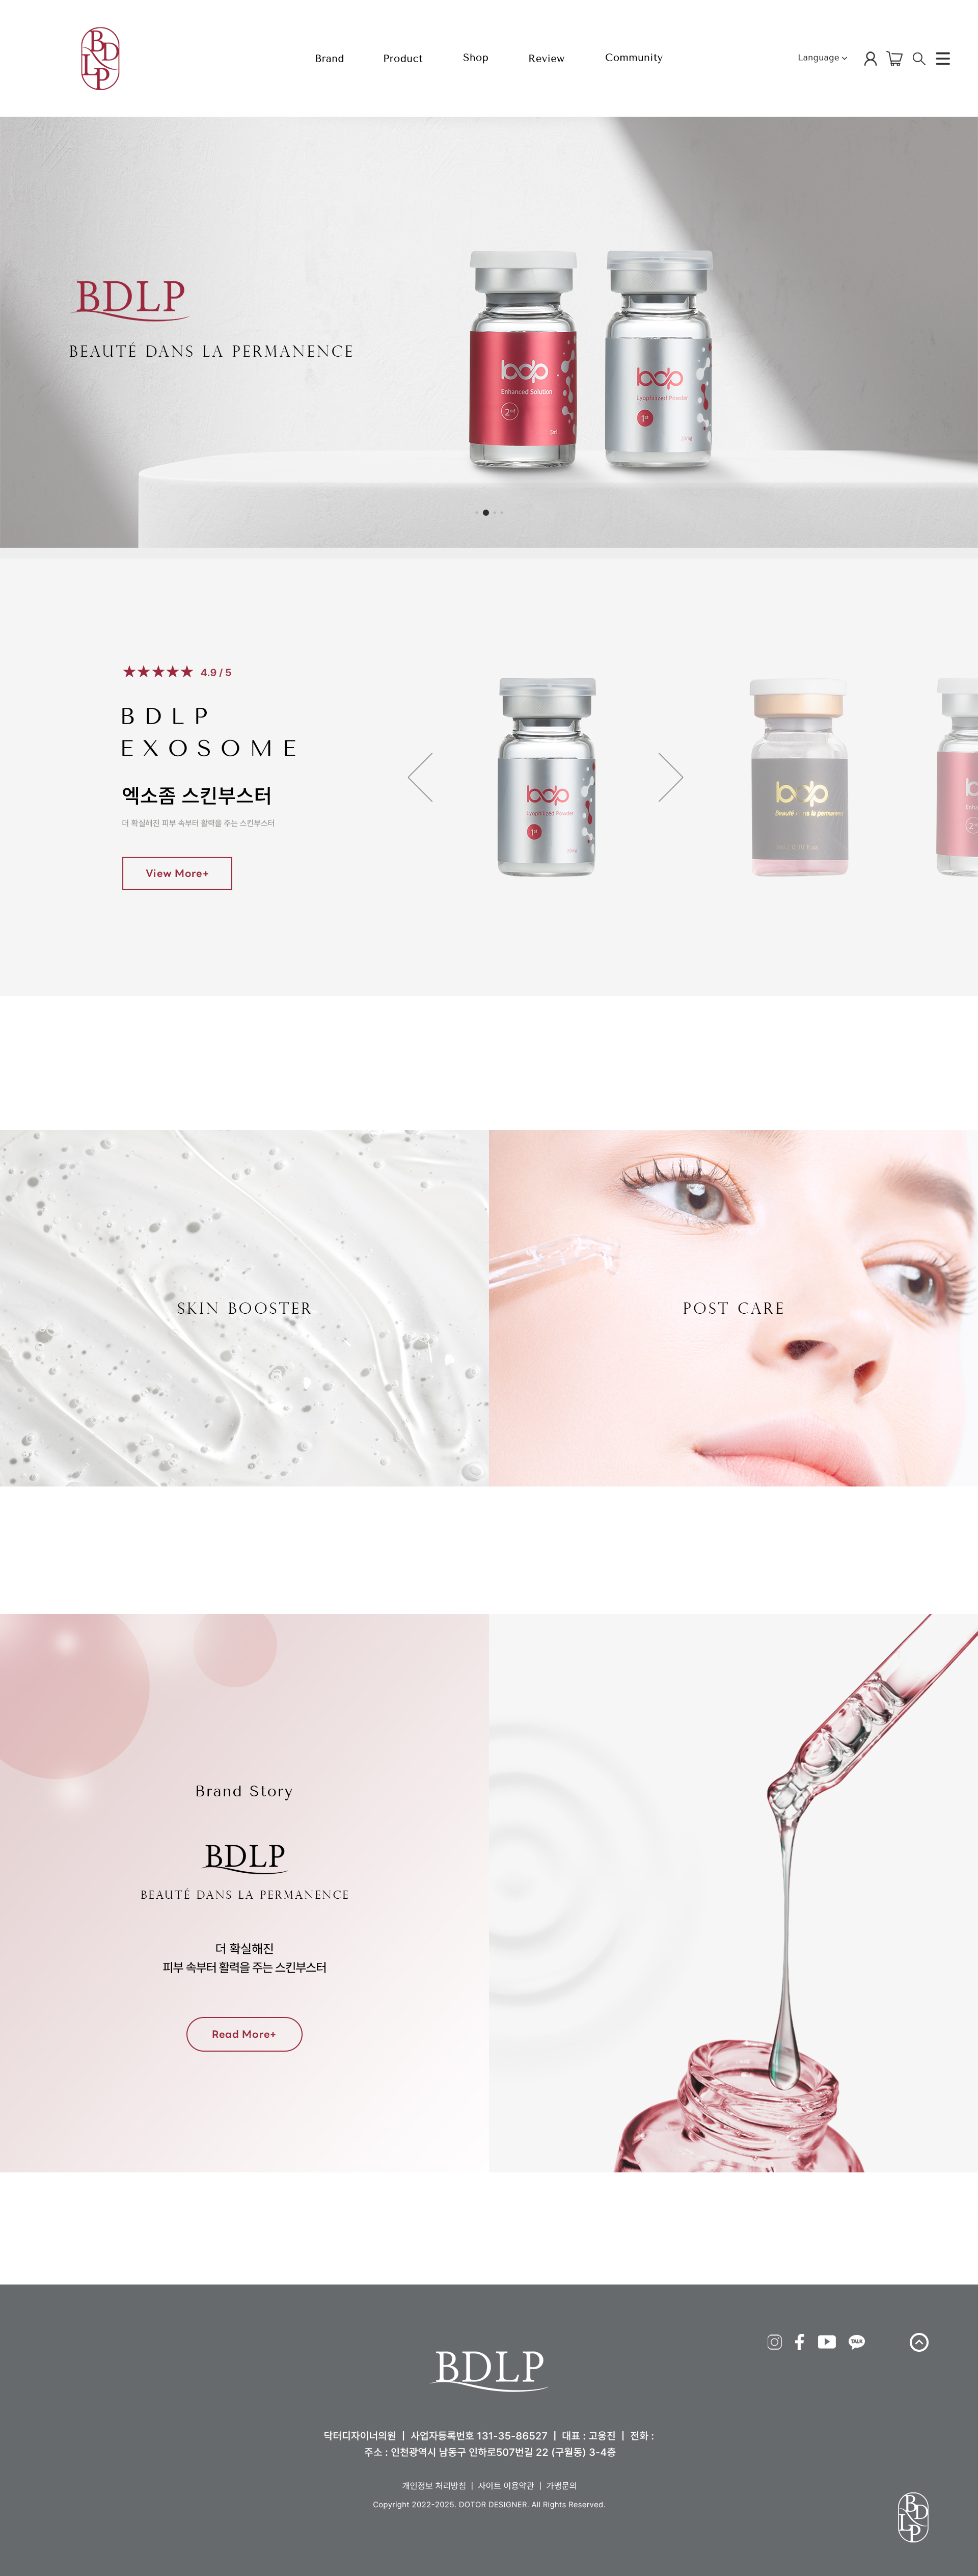 BDLP
Brand
Product
Shop
Review
Community
Language
BDLP
BEAUTÉ DANS LA PERMANENCE
bdlp
Enhanced Solution
2nd
5ml
bdlp
Lyophilized Powder
1st
★★★★★ 4.9 / 5
BDLP
EXOSOME
엑소좀 스킨부스터
더 확실해진 피부 속부터 활력을 주는 스킨부스터
View More+
bdlp
Lyophilized Powder
1st
bdlp
Beauté dans la permanence
SKIN BOOSTER
POST CARE
Brand Story
BDLP
BEAUTÉ DANS LA PERMANENCE
더 확실해진
피부 속부터 활력을 주는 스킨부스터
Read More+
TALK
BDLP
닥터디자이너의원 | 사업자등록번호 131-35-86527 | 대표 : 고응진 | 전화 :
주소 : 인천광역시 남동구 인하로507번길 22 (구월동) 3-4층
개인정보 처리방침 | 사이트 이용약관 | 가맹문의
Copyright 2022-2025. DOTOR DESIGNER. All Rights Reserved.
BDLP